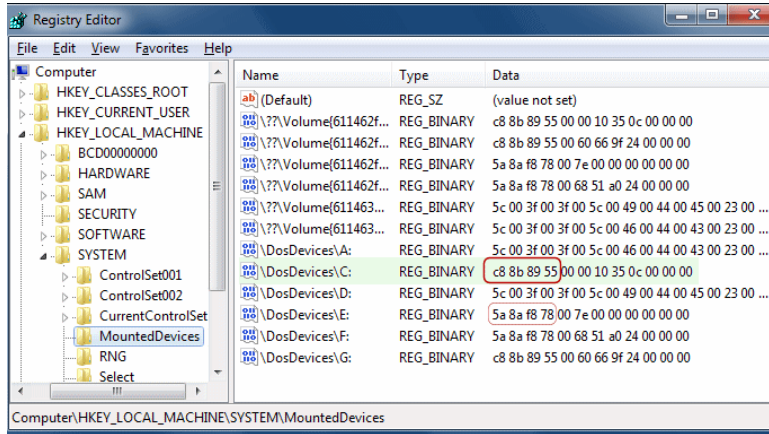 Registry Editor
File Edit View Favorites Help
Computer
HKEY_CLASSES_ROOT
HKEY_CURRENT_USER
HKEY_LOCAL_MACHINE
BCD00000000
HARDWARE
SAM
SECURITY
SOFTWARE
SYSTEM
ControlSet001
ControlSet002
CurrentControlSet
MountedDevices
RNG
Select
Name Type Data
(Default) REG_SZ (value not set)
\??\Volume{611462f... REG_BINARY c8 8b 89 55 00 00 10 35 0c 00 00 00
\??\Volume{611462f... REG_BINARY c8 8b 89 55 00 60 66 9f 24 00 00 00
\??\Volume{611462f... REG_BINARY 5a 8a f8 78 00 7e 00 00 00 00 00 00
\??\Volume{611462f... REG_BINARY 5a 8a f8 78 00 68 51 a0 24 00 00 00
\??\Volume{611463... REG_BINARY 5c 00 3f 00 3f 00 5c 00 49 00 44 00 45 00 23 00 ...
\??\Volume{611463... REG_BINARY 5c 00 3f 00 3f 00 5c 00 46 00 44 00 43 00 23 00 ...
\DosDevices\A: REG_BINARY 5c 00 3f 00 3f 00 5c 00 46 00 44 00 43 00 23 00 ...
\DosDevices\C: REG_BINARY c8 8b 89 55 00 00 10 35 0c 00 00 00
\DosDevices\D: REG_BINARY 5c 00 3f 00 3f 00 5c 00 49 00 44 00 45 00 23 00 ...
\DosDevices\E: REG_BINARY 5a 8a f8 78 00 7e 00 00 00 00 00 00
\DosDevices\F: REG_BINARY 5a 8a f8 78 00 68 51 a0 24 00 00 00
\DosDevices\G: REG_BINARY c8 8b 89 55 00 60 66 9f 24 00 00 00
Computer\HKEY_LOCAL_MACHINE\SYSTEM\MountedDevices